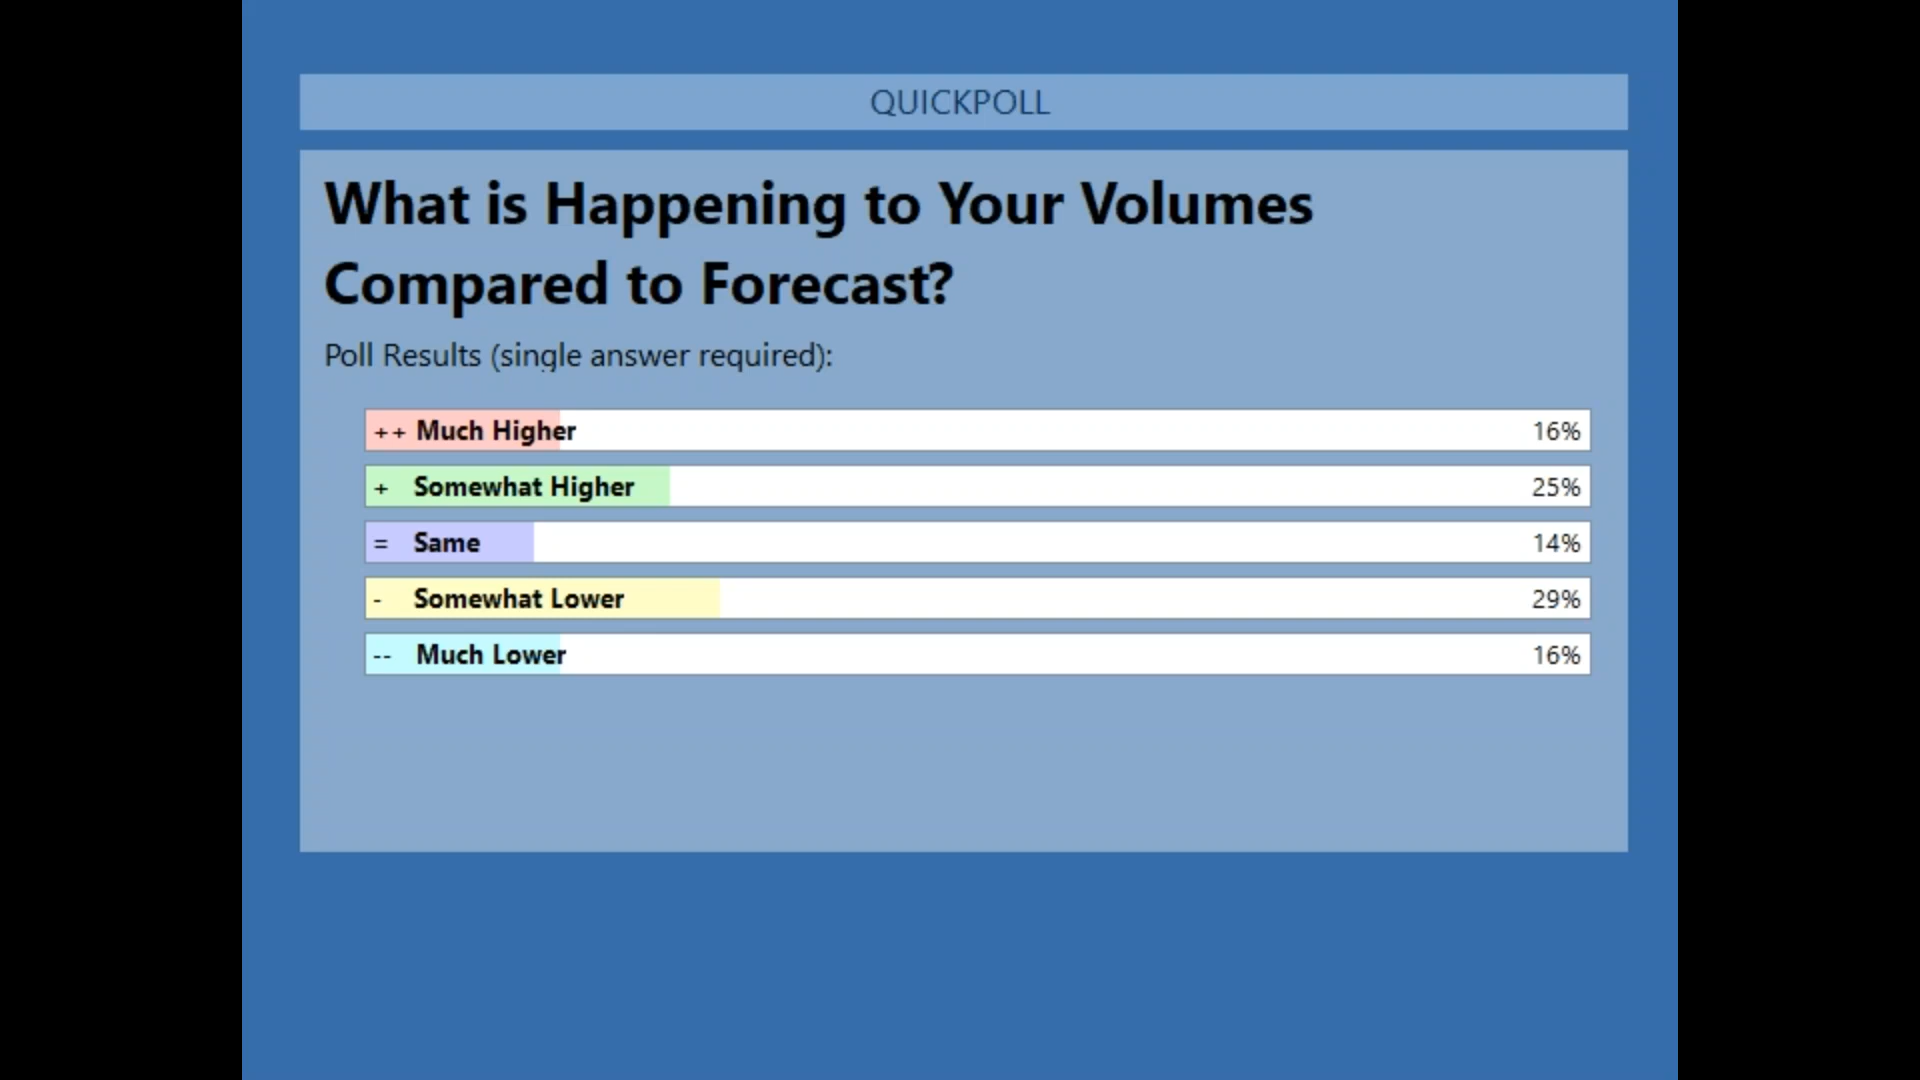 QUICKPOLL
What is Happening to Your Volumes
Compared to Forecast?
Poll Results (single answer required):
++ Much Higher 16%
+ Somewhat Higher 25%
= Same 14%
- Somewhat Lower 29%
-- Much Lower 16%